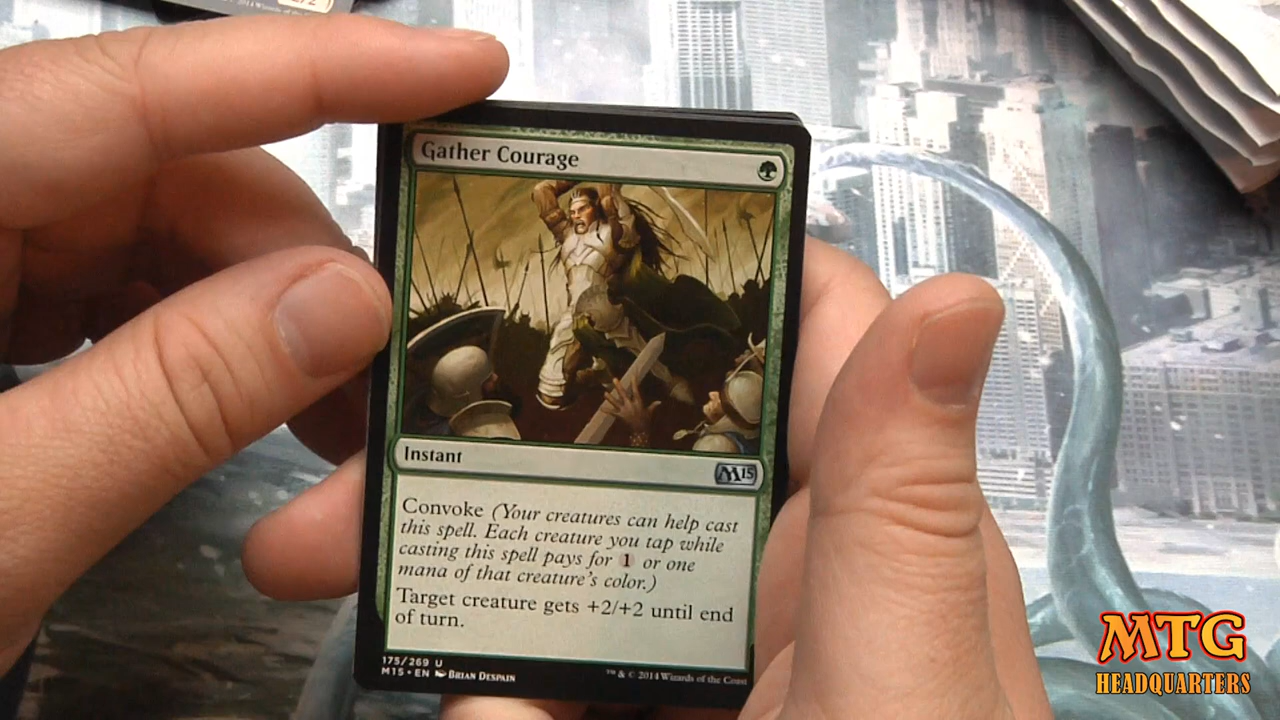 Gather Courage
Instant
M15
Convoke (Your creatures can help cast
this spell. Each creature you tap while
casting this spell pays for 1 or one
mana of that creature's color.)
Target creature gets +2/+2 until end
of turn.
175/269 U
M15 • EN Brian Despain
™ & © 2014 Wizards of the Coast
MTG
HEADQUARTERS